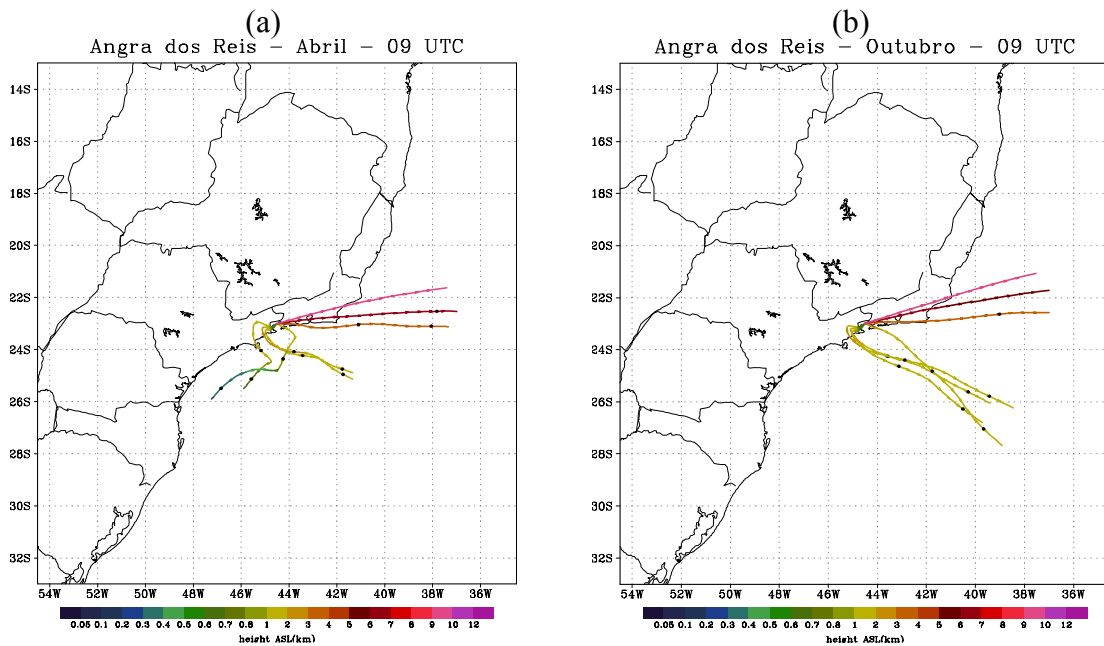 (a)
Angra dos Reis – Abril – 09 UTC
14S
16S
18S
20S
22S
24S
26S
28S
30S
32S
54W 52W 50W 48W 46W 44W 42W 40W 38W 36W
0.05 0.1 0.2 0.3 0.4 0.5 0.6 0.7 0.8 1 2 3 4 5 6 7 8 9 10 12
height ASL(km)
(b)
Angra dos Reis – Outubro – 09 UTC
14S
16S
18S
20S
22S
24S
26S
28S
30S
32S
54W 52W 50W 48W 46W 44W 42W 40W 38W 36W
0.05 0.1 0.2 0.3 0.4 0.5 0.6 0.7 0.8 1 2 3 4 5 6 7 8 9 10 12
height ASL(km)